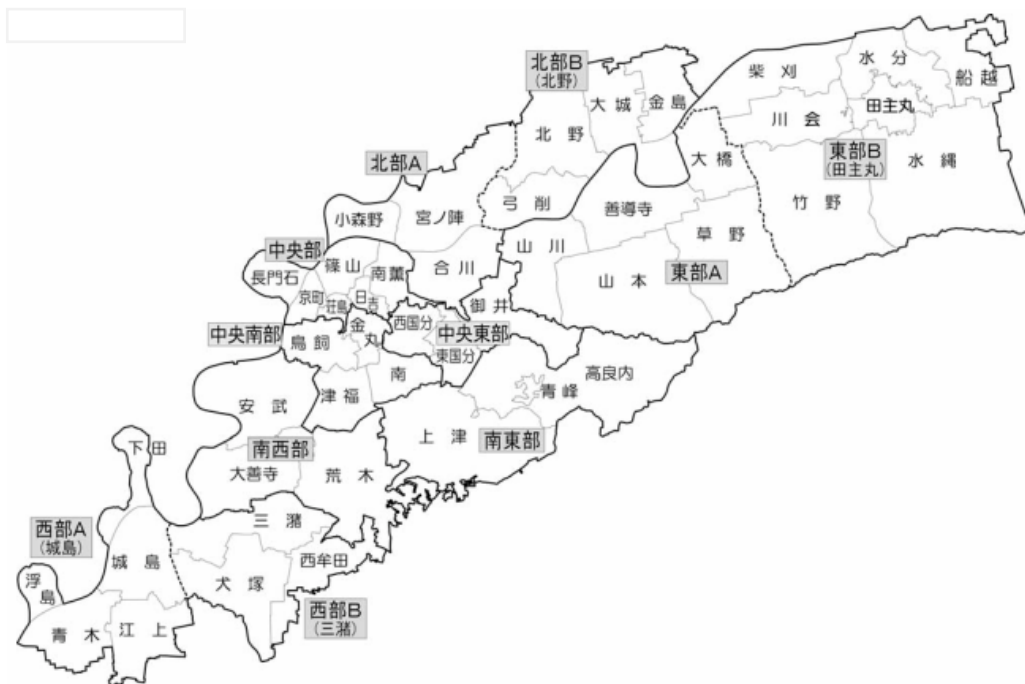 北部B
(北野)
柴刈
水分
船越
大城
金島
田主丸
北野
川会
大橋
東部B
(田主丸)
水縄
北部A
竹野
弓削
善導寺
小森野
宮ノ陣
草野
中央部
篠山
南薫
合川
山川
長門石
山本
東部A
京町
荘島
日吉
御井
中央南部
鳥飼
金丸
西国分
中央東部
東国分
南
高良内
安武
津福
青峰
下田
上津
南東部
南西部
大善寺
荒木
三潴
西部A
(城島)
城島
西牟田
浮島
犬塚
青木
江上
西部B
(三潴)